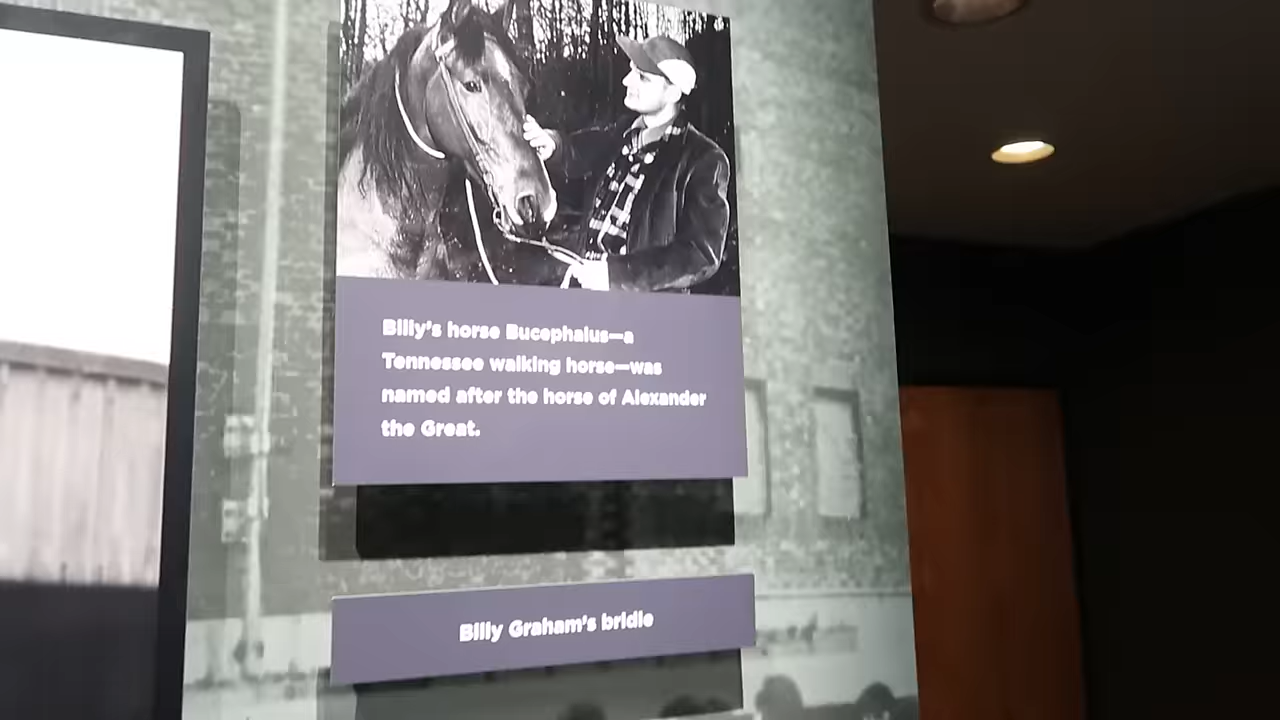 Billy's horse Bucephalus—a
Tennessee walking horse—was
named after the horse of Alexander
the Great.
Billy Graham's bridle